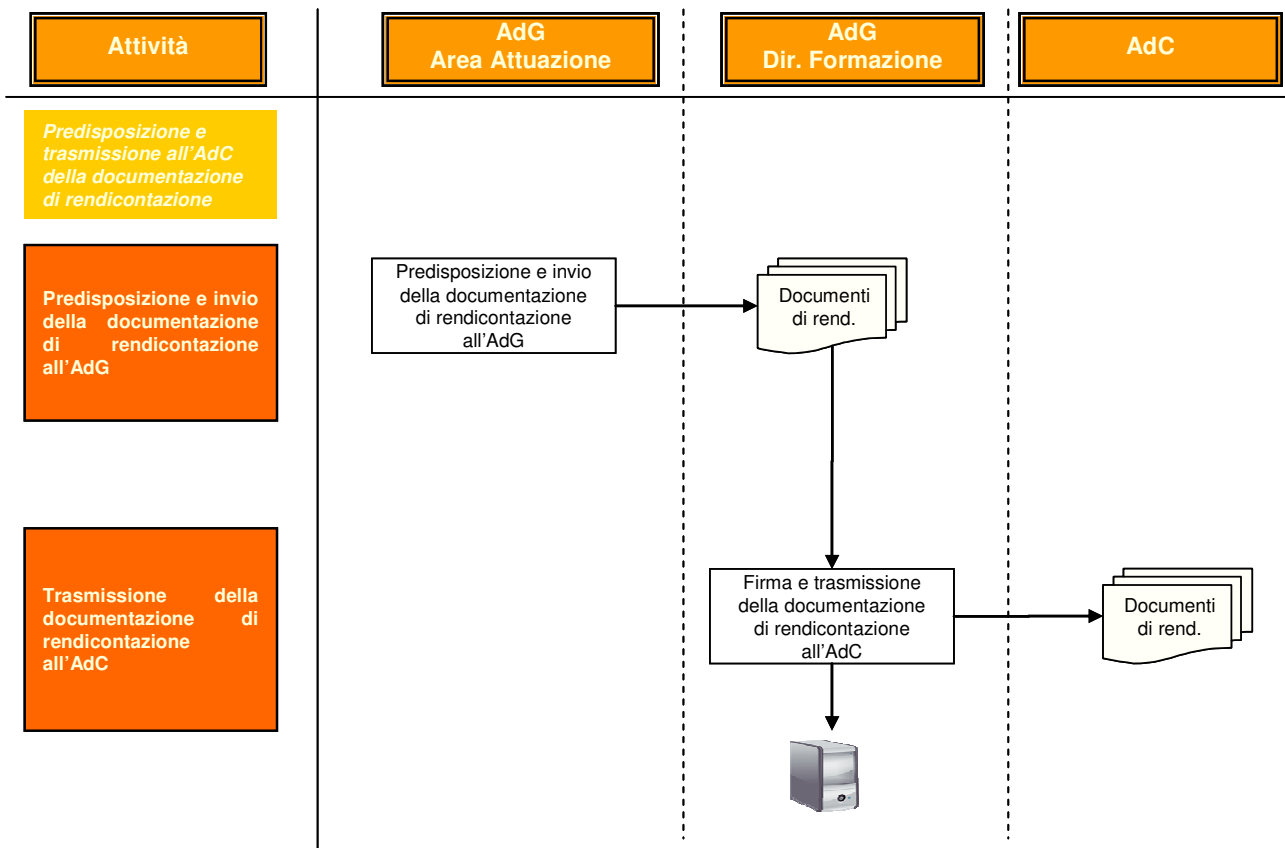 Attività
AdG
Area Attuazione
AdG
Dir. Formazione
AdC
Predisposizione e
trasmissione all'AdC
della documentazione
di rendicontazione
Predisposizione e invio
della documentazione
di rendicontazione
all'AdG
Predisposizione e invio
della documentazione
di rendicontazione
all'AdG
Documenti
di rend.
Trasmissione della
documentazione di
rendicontazione
all'AdC
Firma e trasmissione
della documentazione
di rendicontazione
all'AdC
Documenti
di rend.